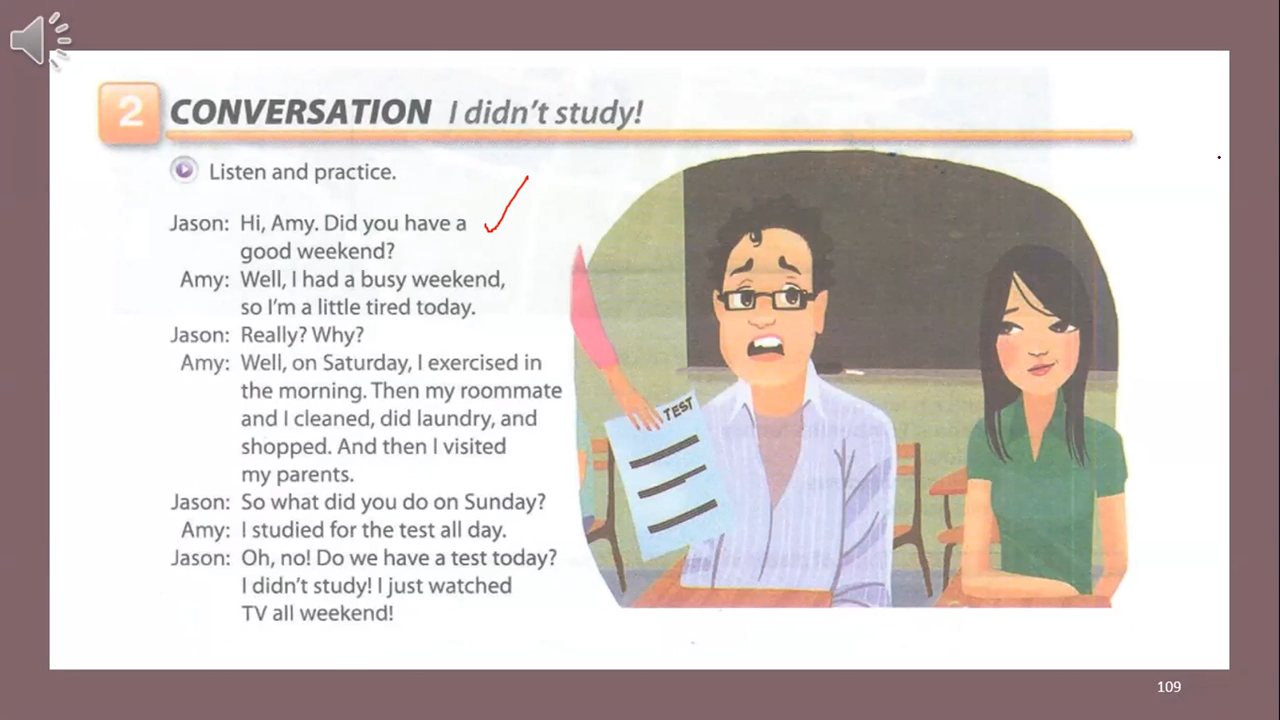 2 CONVERSATION I didn't study!
Listen and practice.
Jason: Hi, Amy. Did you have a
good weekend?
Amy: Well, I had a busy weekend,
so I'm a little tired today.
Jason: Really? Why?
Amy: Well, on Saturday, I exercised in
the morning. Then my roommate
and I cleaned, did laundry, and
shopped. And then I visited
my parents.
Jason: So what did you do on Sunday?
Amy: I studied for the test all day.
Jason: Oh, no! Do we have a test today?
I didn't study! I just watched
TV all weekend!
TEST
109